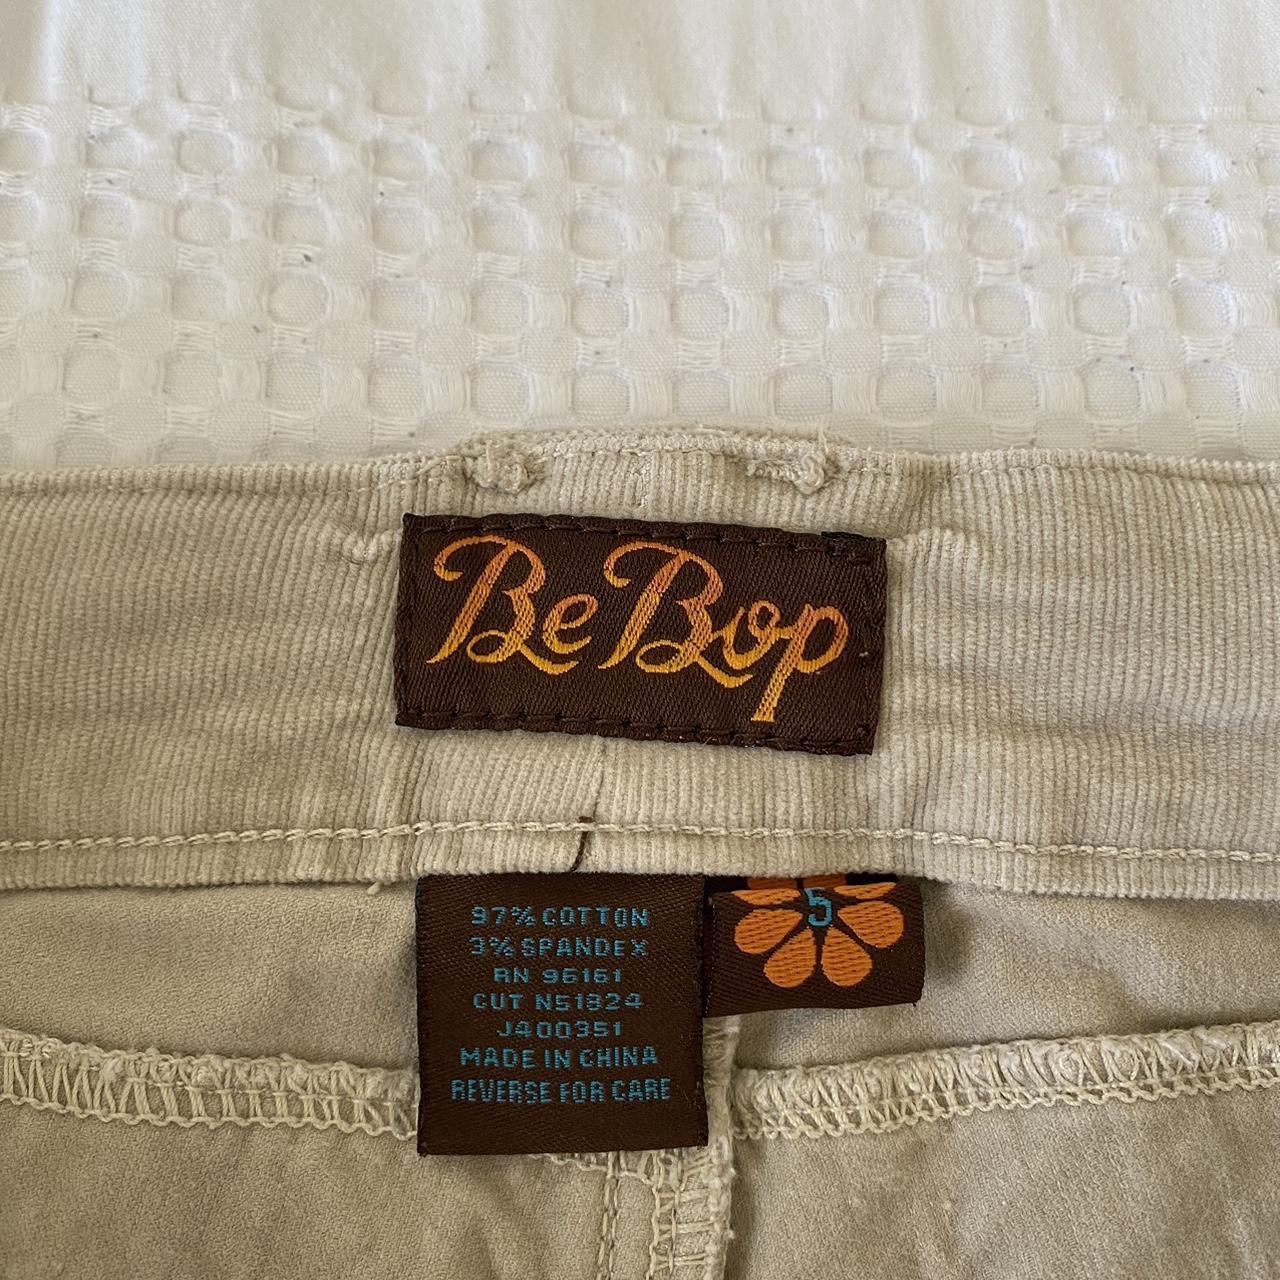 Be Bop
5
97% COTTON
3% SPANDEX
RN 96161
CUT N51824
J400351
MADE IN CHINA
REVERSE FOR CARE